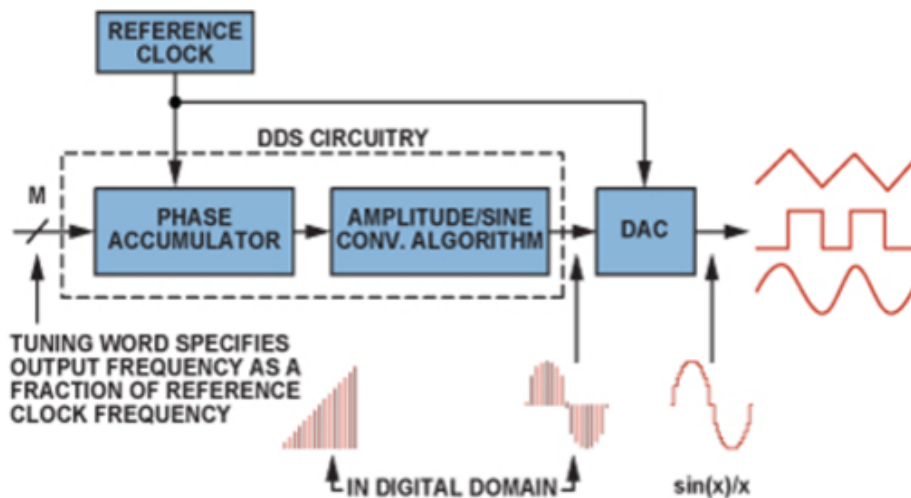 REFERENCE
CLOCK
DDS CIRCUITRY
M
PHASE
ACCUMULATOR
AMPLITUDE/SINE
CONV. ALGORITHM
DAC
TUNING WORD SPECIFIES
OUTPUT FREQUENCY AS A
FRACTION OF REFERENCE
CLOCK FREQUENCY
IN DIGITAL DOMAIN
sin(x)/x